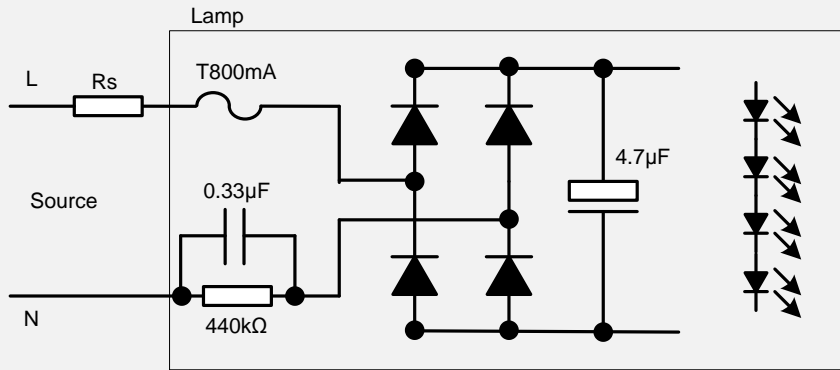 Lamp
L
Rs
T800mA
0.33µF
4.7µF
Source
N
440kΩ